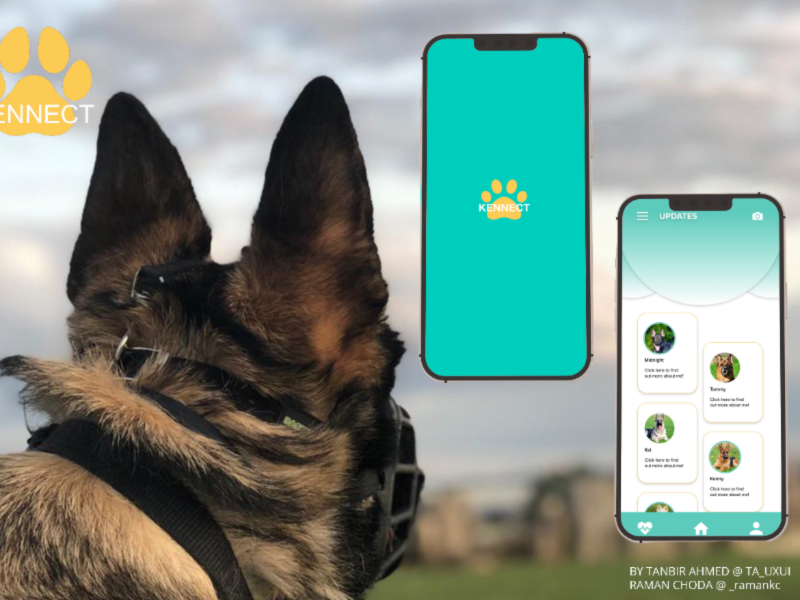 KENNECT
KENNECT
UPDATES
Midnight
Click here to find
out more about me!
Tommy
Click here to find
out more about me!
Kai
Click here to find
out more about me!
Click here to find
out more about me!
BY TANBIR AHMED @ TA_UXUI
RAMAN CHODA @ _ramankc